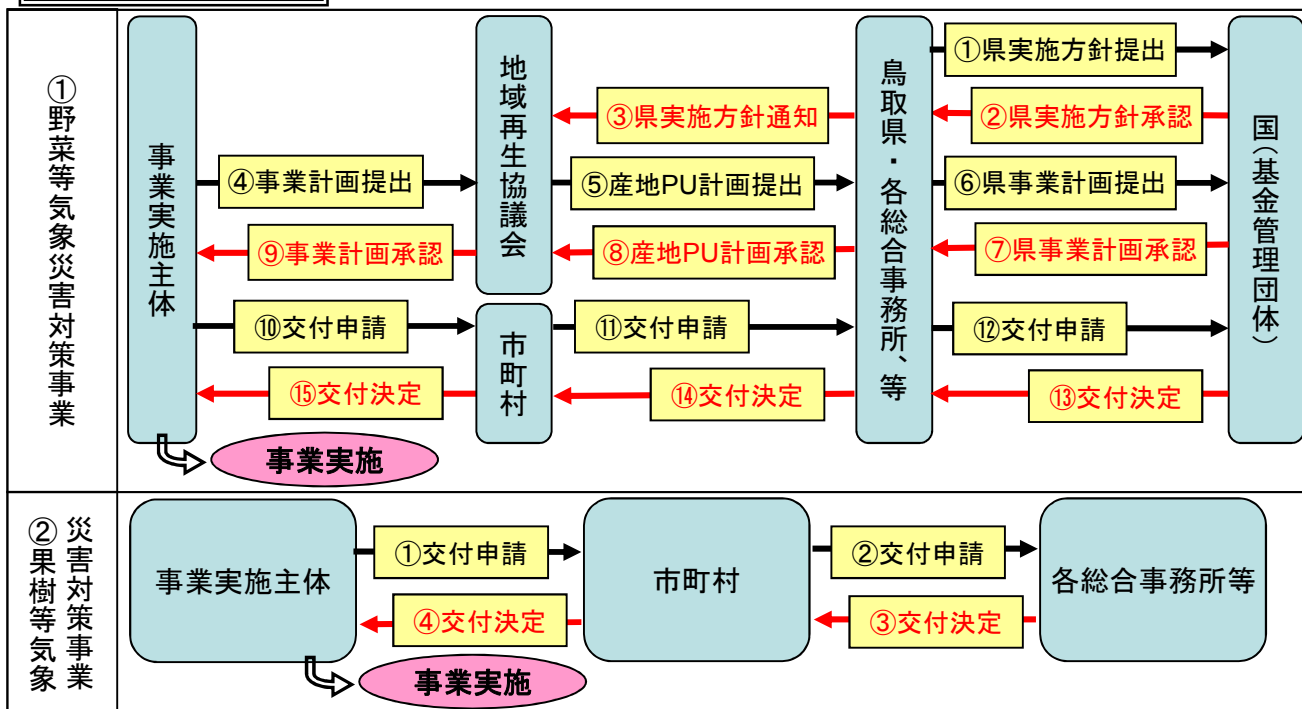 ①野菜等気象災害対策事業
事業実施主体
地域再生協議会
市町村
鳥取県・各総合事務所、等
国(基金管理団体)
①県実施方針提出
②県実施方針承認
③県実施方針通知
④事業計画提出
⑤産地PU計画提出
⑥県事業計画提出
⑦県事業計画承認
⑧産地PU計画承認
⑨事業計画承認
⑩交付申請
⑪交付申請
⑫交付申請
⑬交付決定
⑭交付決定
⑮交付決定
事業実施
②果樹等気象
災害対策事業
事業実施主体
①交付申請
市町村
②交付申請
各総合事務所等
③交付決定
④交付決定
事業実施